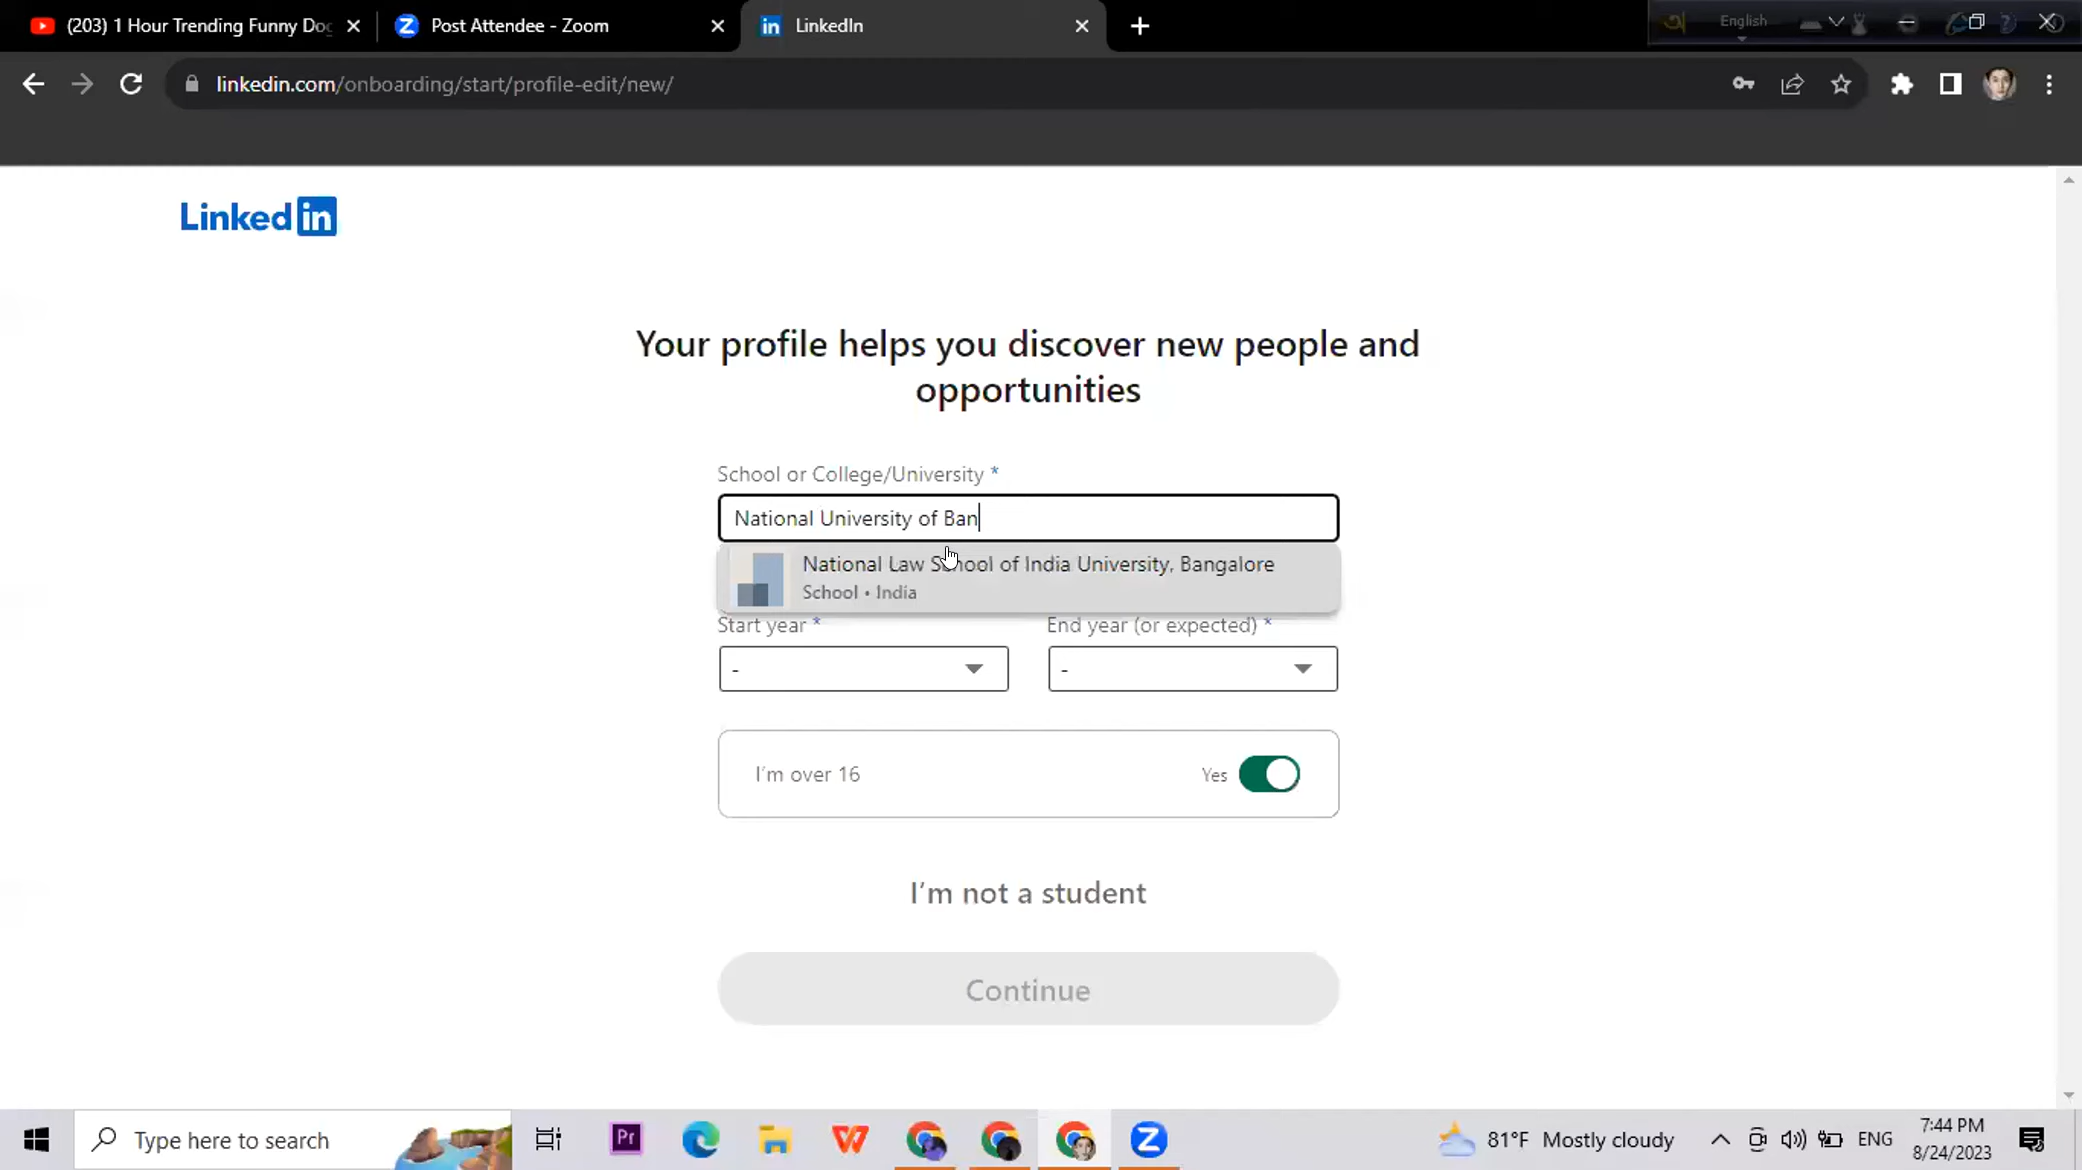 (203) 1 Hour Trending Funny Do
Post Attendee - Zoom
LinkedIn
English
linkedin.com/onboarding/start/profile-edit/new/
Linked in
Your profile helps you discover new people and
opportunities
School or College/University *
National University of Ban
National Law School of India University, Bangalore
School • India
Start year *
End year (or expected) *
-
-
I'm over 16
Yes
I'm not a student
Continue
Type here to search
Pr
81°F Mostly cloudy
ENG
7:44 PM
8/24/2023